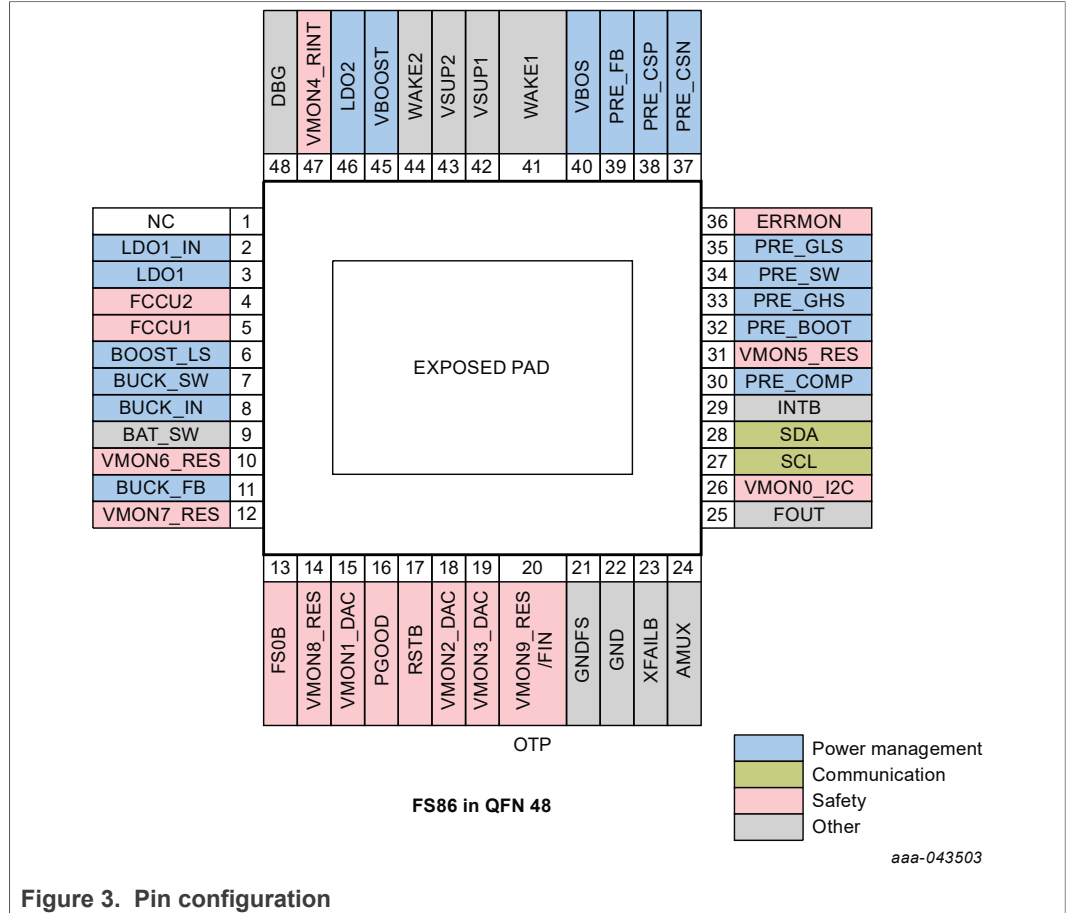 DBG
VMON4_RINT
LDO2
VBOOST
WAKE2
VSUP2
VSUP1
WAKE1
VBOS
PRE_FB
PRE_CSP
PRE_CSN
48 47 46 45 44 43 42 41 40 39 38 37
NC 1
LDO1_IN 2
LDO1 3
FCCU2 4
FCCU1 5
BOOST_LS 6
BUCK_SW 7
BUCK_IN 8
BAT_SW 9
VMON6_RES 10
BUCK_FB 11
VMON7_RES 12
EXPOSED PAD
36 ERRMON
35 PRE_GLS
34 PRE_SW
33 PRE_GHS
32 PRE_BOOT
31 VMON5_RES
30 PRE_COMP
29 INTB
28 SDA
27 SCL
26 VMON0_I2C
25 FOUT
13 14 15 16 17 18 19 20 21 22 23 24
FS0B
VMON8_RES
VMON1_DAC
PGOOD
RSTB
VMON2_DAC
VMON3_DAC
VMON9_RES
/FIN
GNDFS
GND
XFAILB
AMUX
OTP
Power management
Communication
Safety
Other
FS86 in QFN 48
aaa-043503
Figure 3. Pin configuration